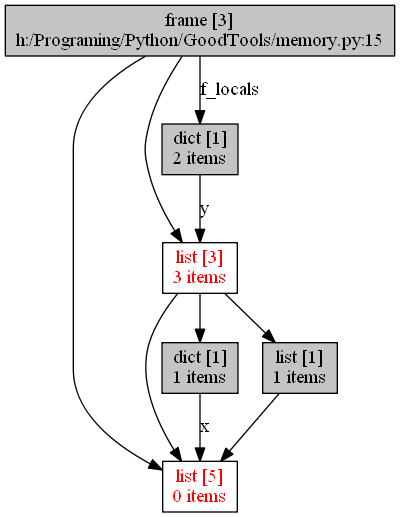 frame [3]
h:/Programing/Python/GoodTools/memory.py:15
f_locals
dict [1]
2 items
y
list [3]
3 items
dict [1]
1 items
list [1]
1 items
x
list [5]
0 items